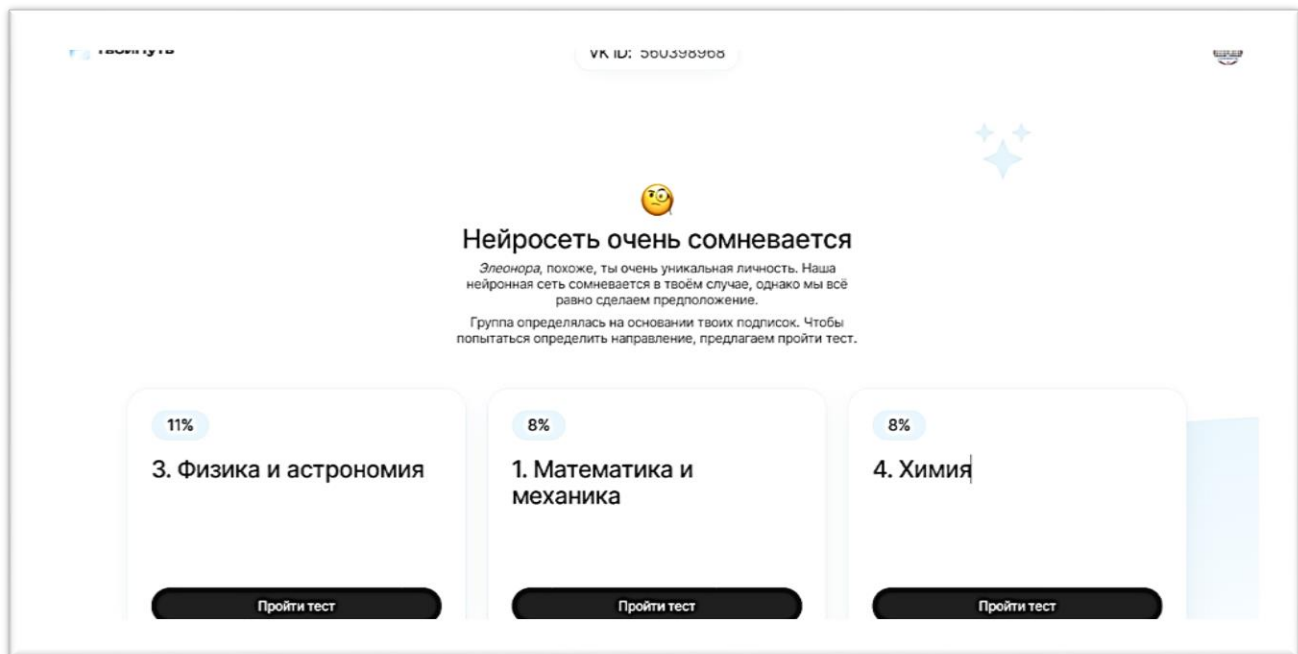 VK ID: 560398968
Нейросеть очень сомневается
Элеонора, похоже, ты очень уникальная личность. Наша
нейронная сеть сомневается в твоём случае, однако мы всё
равно сделаем предположение.
Группа определялась на основании твоих подписок. Чтобы
попытаться определить направление, предлагаем пройти тест.
11%
3. Физика и астрономия
Пройти тест
8%
1. Математика и
механика
Пройти тест
8%
4. Химия
Пройти тест